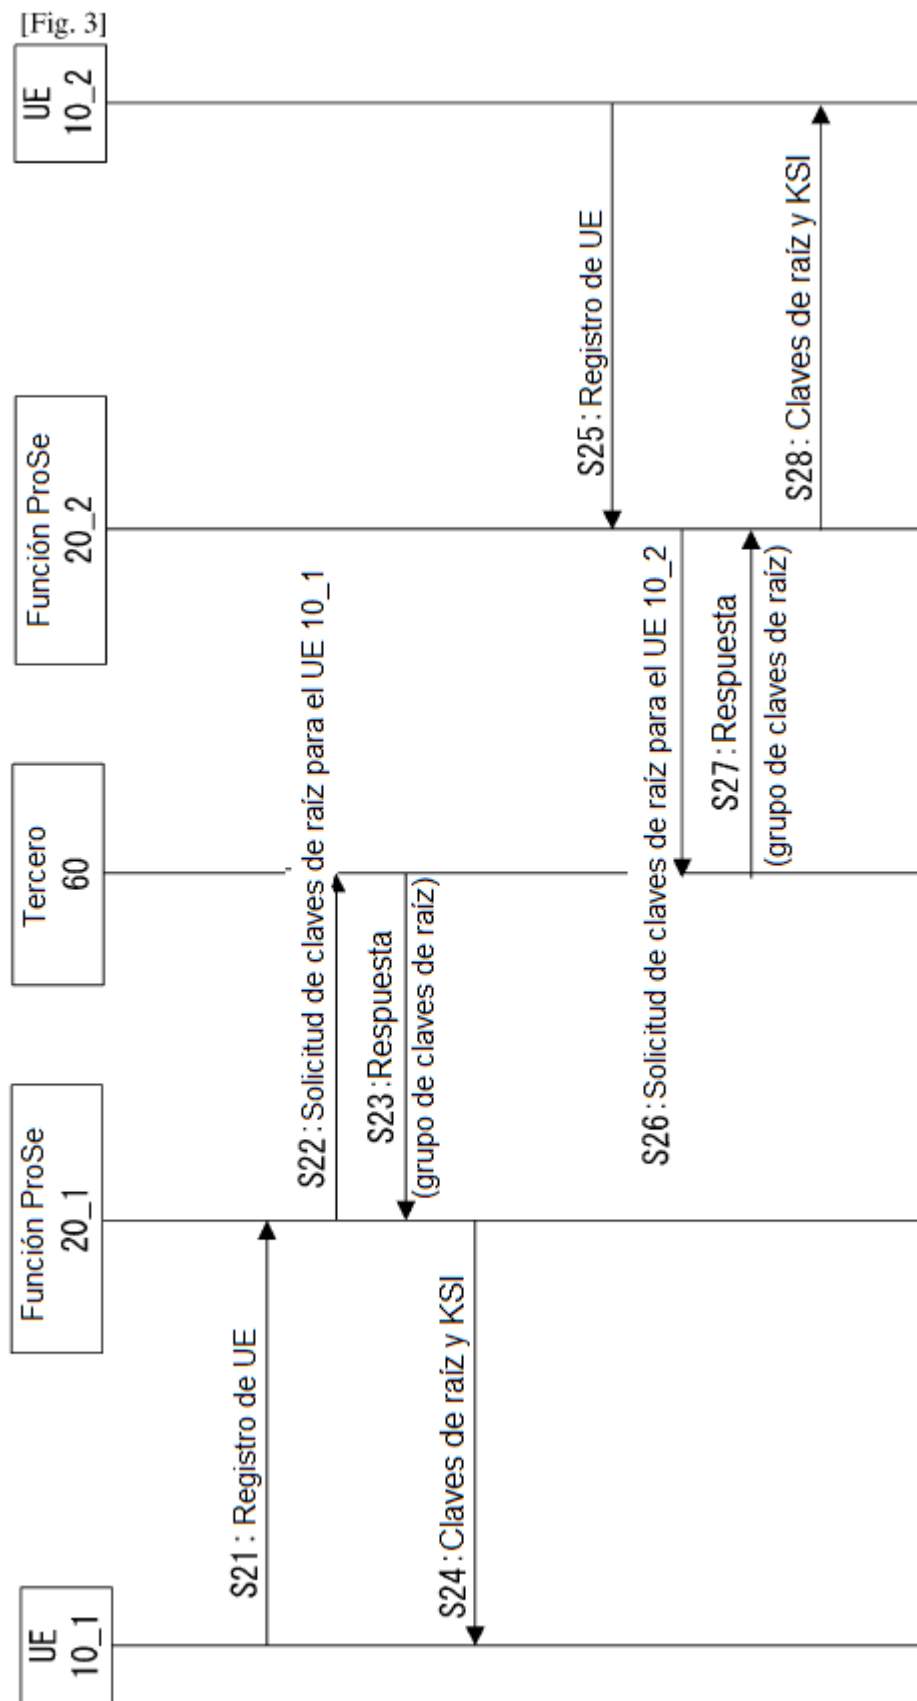 [Fig. 3]
UE
10_1
Función ProSe
20_1
Tercero
60
Función ProSe
20_2
UE
10_2
S21: Registro de UE
S22:Solicitud de claves de raíz para el UE 10_1
S23:Respuesta
(grupo de claves de raíz)
S24:Claves de raíz y KSI
S25: Registro de UE
S26:Solicitud de claves de raíz para el UE 10_2
S27:Respuesta
(grupo de claves de raíz)
S28: Claves de raíz y KSI